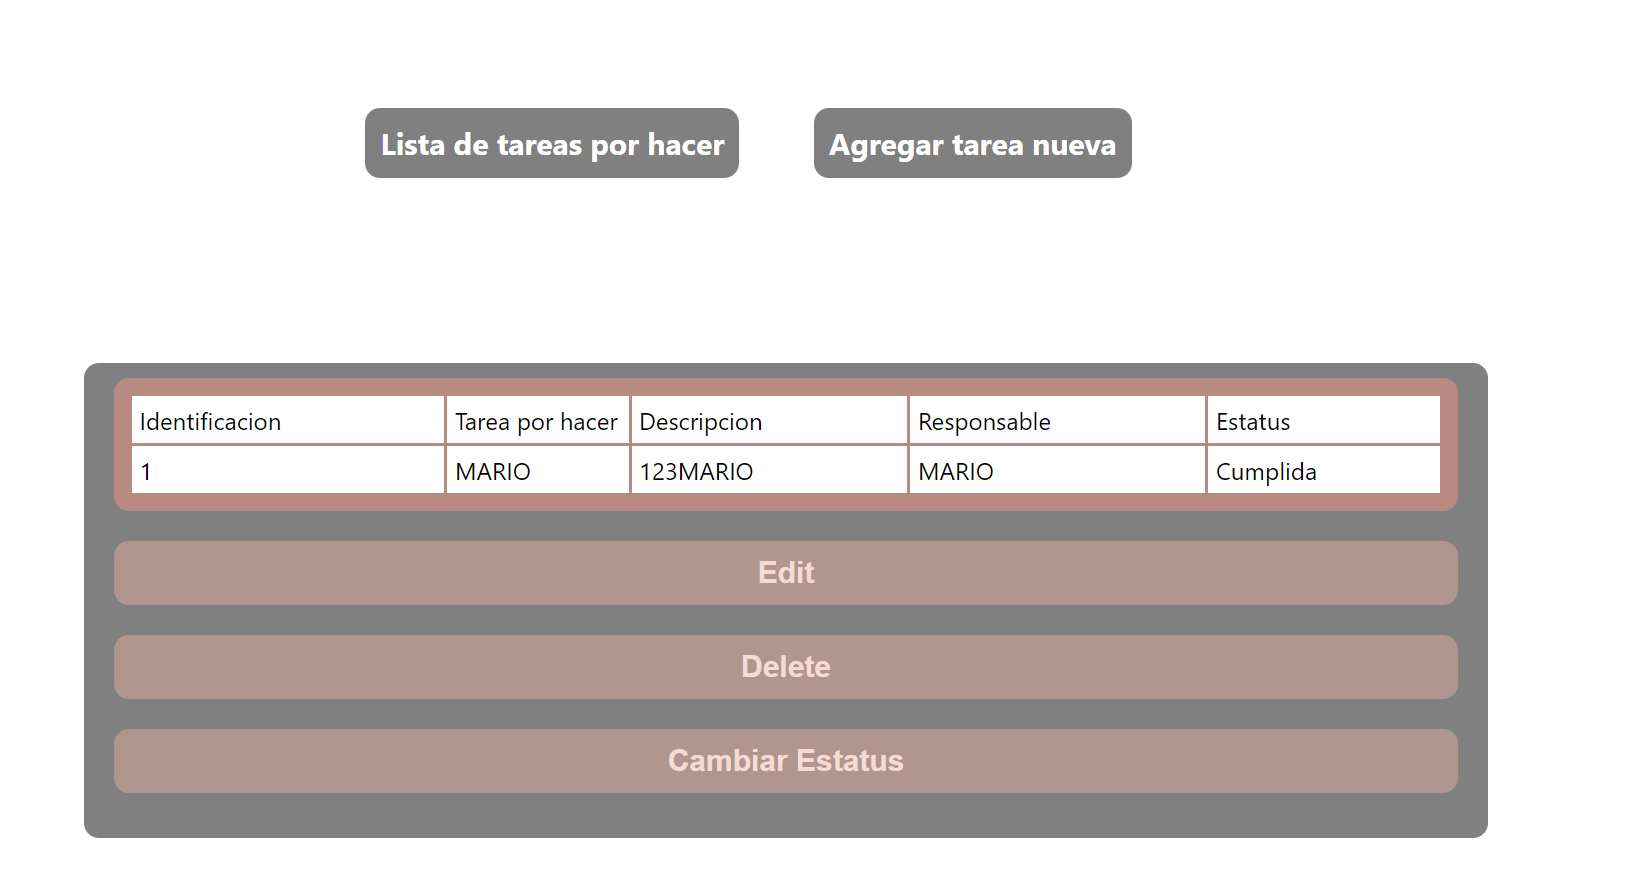 Lista de tareas por hacer
Agregar tarea nueva
Identificacion Tarea por hacer Descripcion Responsable Estatus
1 MARIO 123MARIO MARIO Cumplida
Edit
Delete
Cambiar Estatus